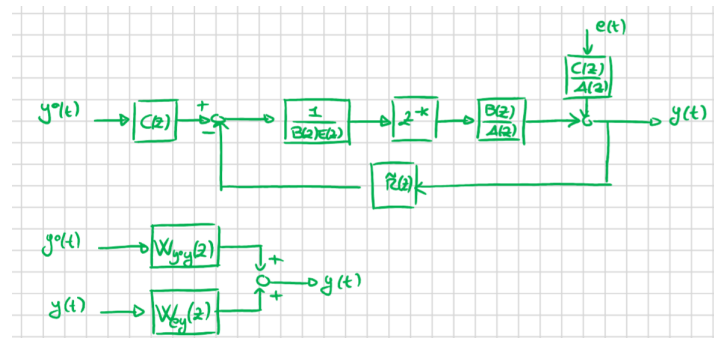 e(t)
C(z)
A(z)
y°(t)
C(z)
+
−
1
B(z)E(z)
z^-k
B(z)
A(z)
y(t)
R̃(z)
y°(t)
W_y°y(z)
+
y(t)
+
y(t)
W_ey(z)